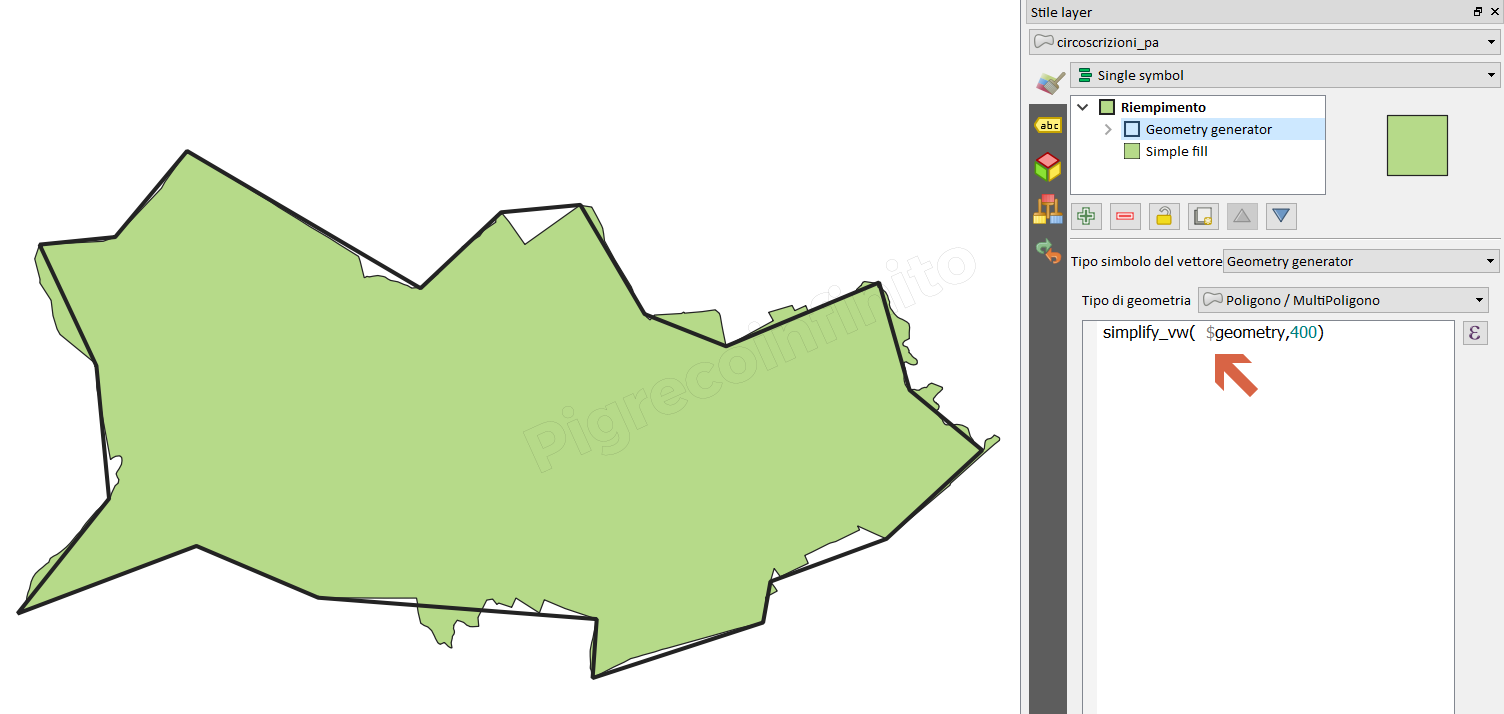 Stile layer
circoscrizioni_pa
Single symbol
Riempimento
abc
Geometry generator
Simple fill
Tipo simbolo del vettore Geometry generator
Tipo di geometria Poligono / MultiPoligono
simplify_vw( $geometry,400)
ε
Pigrecoinfinito